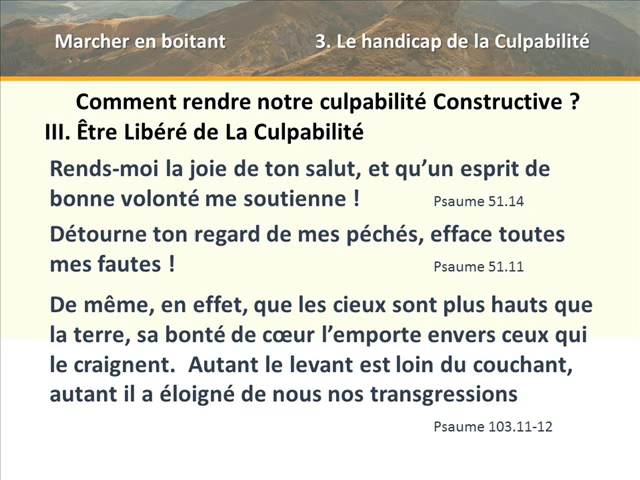 Marcher en boitant 3. Le handicap de la Culpabilité
Comment rendre notre culpabilité Constructive ?
III. Être Libéré de La Culpabilité
Rends-moi la joie de ton salut, et qu’un esprit de
bonne volonté me soutienne ! Psaume 51.14
Détourne ton regard de mes péchés, efface toutes
mes fautes ! Psaume 51.11
De même, en effet, que les cieux sont plus hauts que
la terre, sa bonté de cœur l’emporte envers ceux qui
le craignent. Autant le levant est loin du couchant,
autant il a éloigné de nous nos transgressions
Psaume 103.11-12